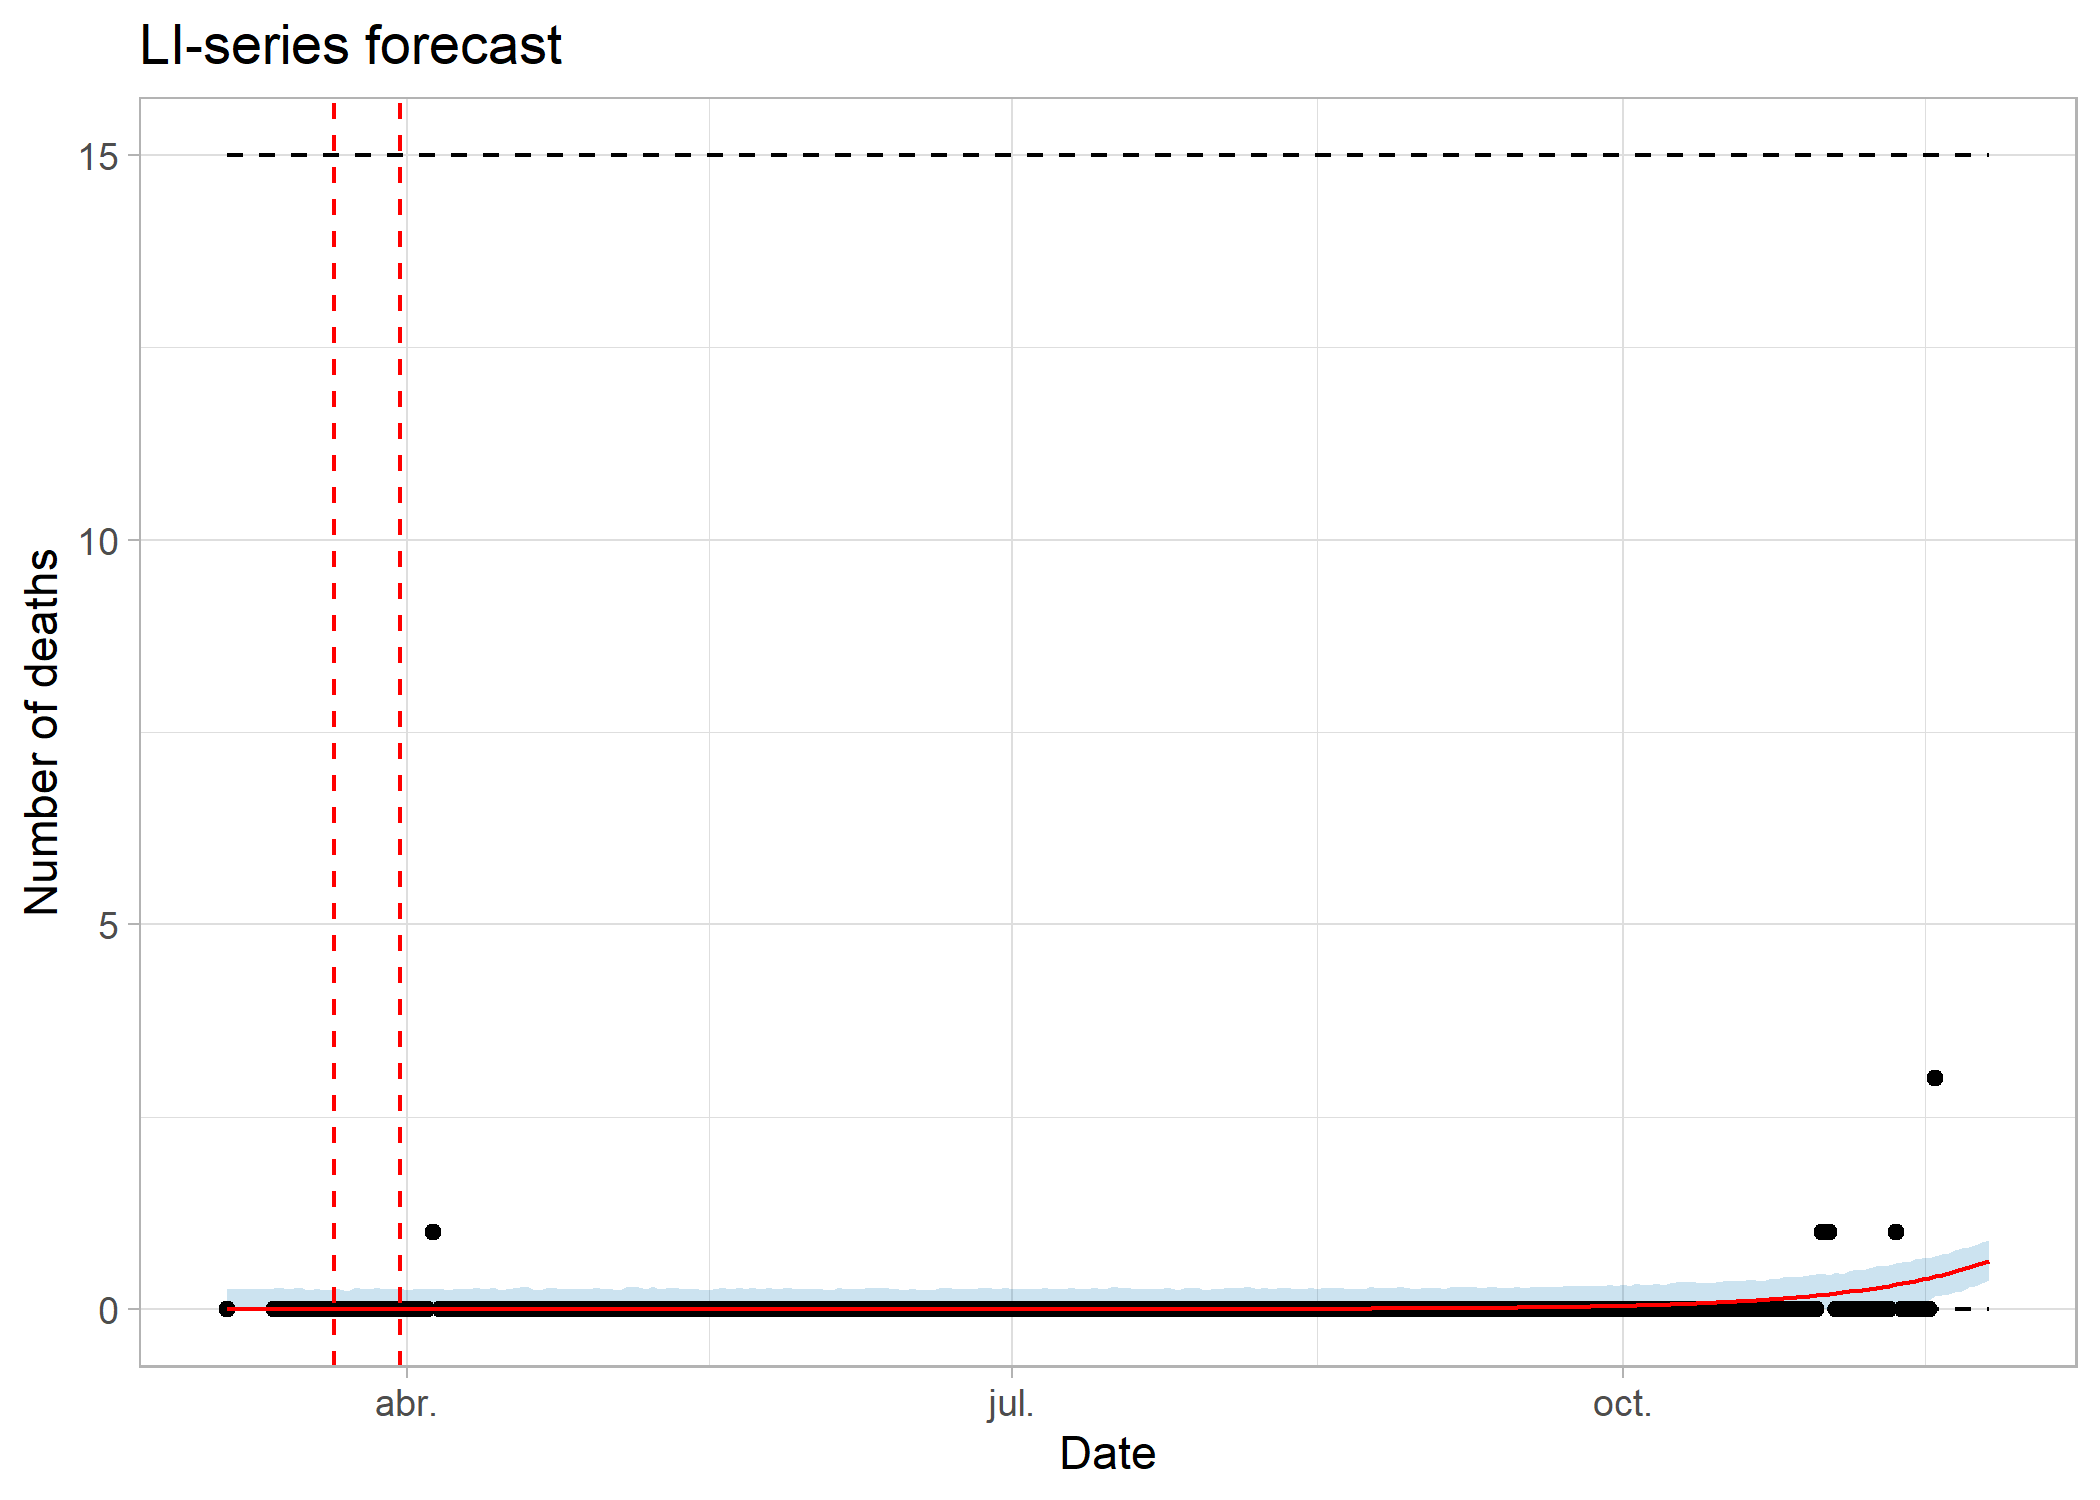 LI-series forecast
15
10
5
0
Number of deaths
abr.
jul.
oct.
Date